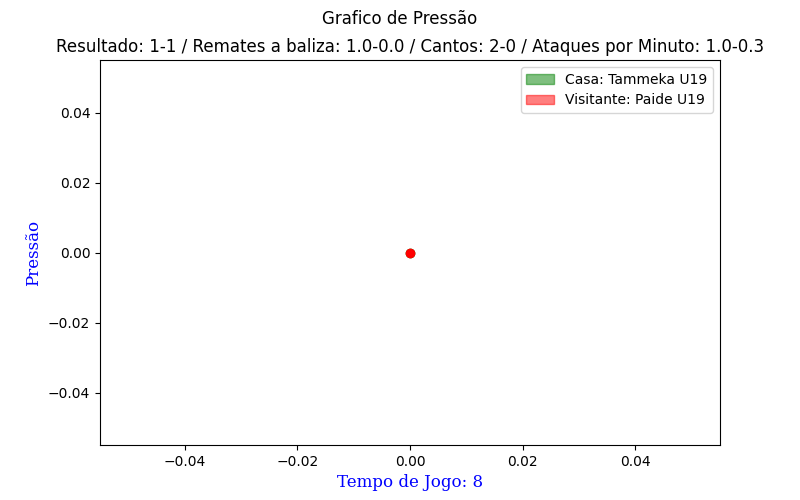 Grafico de Pressão
Resultado: 1-1 / Remates a baliza: 1.0-0.0 / Cantos: 2-0 / Ataques por Minuto: 1.0-0.3
Casa: Tammeka U19
Visitante: Paide U19
0.04
0.02
0.00
−0.02
−0.04
Pressão
−0.04 −0.02 0.00 0.02 0.04
Tempo de Jogo: 8